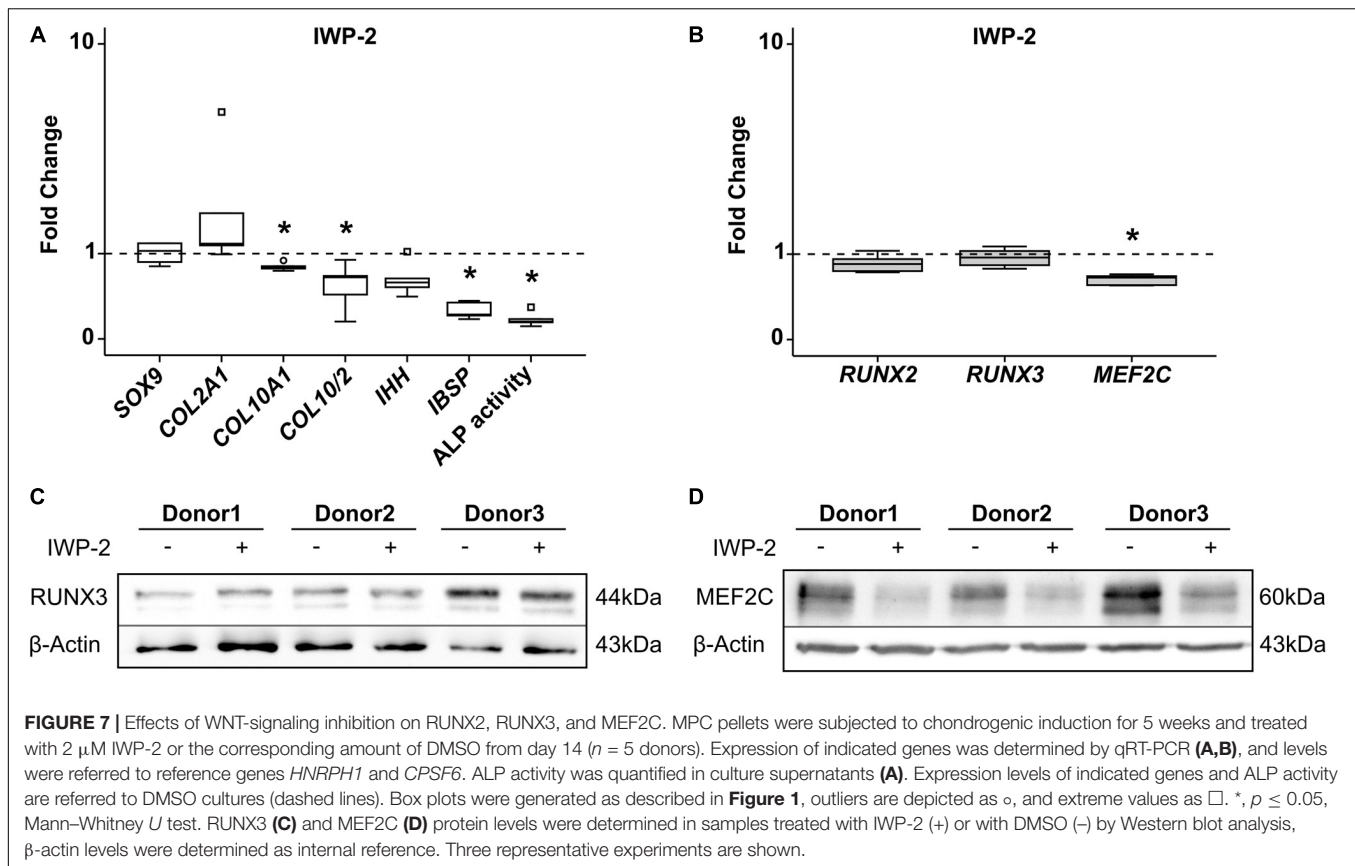 A
IWP-2
10
1
0
Fold Change
*
*
*
*
SOX9
COL2A1
COL10A1
COL10/2
IHH
IBSP
ALP activity
B
IWP-2
10
1
0
Fold Change
*
RUNX2
RUNX3
MEF2C
C
Donor1 Donor2 Donor3
IWP-2 - + - + - +
RUNX3 44kDa
β-Actin 43kDa
D
Donor1 Donor2 Donor3
IWP-2 - + - + - +
MEF2C 60kDa
β-Actin 43kDa
FIGURE 7 | Effects of WNT-signaling inhibition on RUNX2, RUNX3, and MEF2C. MPC pellets were subjected to chondrogenic induction for 5 weeks and treated
with 2 μM IWP-2 or the corresponding amount of DMSO from day 14 (n = 5 donors). Expression of indicated genes was determined by qRT-PCR (A,B), and levels
were referred to reference genes HNRPH1 and CPSF6. ALP activity was quantified in culture supernatants (A). Expression levels of indicated genes and ALP activity
are referred to DMSO cultures (dashed lines). Box plots were generated as described in Figure 1, outliers are depicted as ∘, and extreme values as □. *, p ≤ 0.05,
Mann–Whitney U test. RUNX3 (C) and MEF2C (D) protein levels were determined in samples treated with IWP-2 (+) or with DMSO (–) by Western blot analysis,
β-actin levels were determined as internal reference. Three representative experiments are shown.